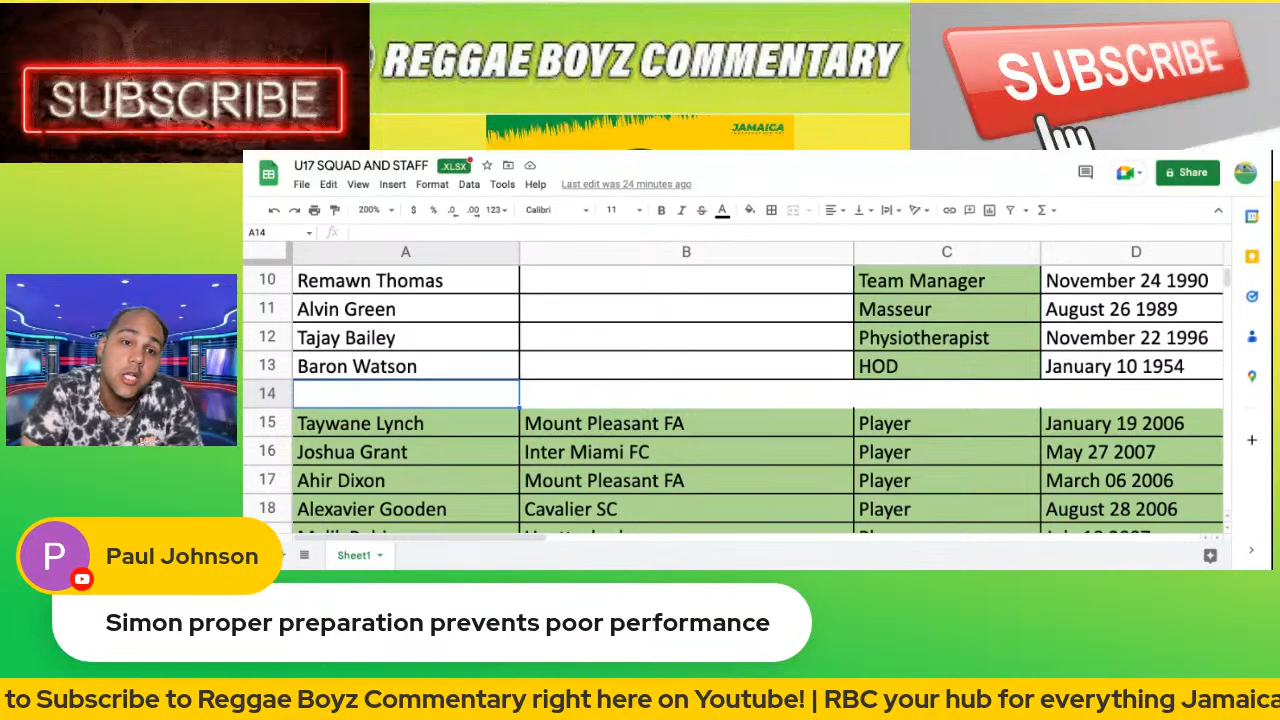 SUBSCRIBE
REGGAE BOYZ COMMENTARY
SUBSCRIBE
JAMAICA
U17 SQUAD AND STAFF .XLSX
File Edit View Insert Format Data Tools Help Last edit was 24 minutes ago
Share
200% $ % .0 .00 123 Calibri 11 B I S A
A14 fx
A B C D
10 Remawn Thomas Team Manager November 24 1990
11 Alvin Green Masseur August 26 1989
12 Tajay Bailey Physiotherapist November 22 1996
13 Baron Watson HOD January 10 1954
14
15 Taywane Lynch Mount Pleasant FA Player January 19 2006
16 Joshua Grant Inter Miami FC Player May 27 2007
17 Ahir Dixon Mount Pleasant FA Player March 06 2006
18 Alexavier Gooden Cavalier SC Player August 28 2006
Sheet1
P Paul Johnson
Simon proper preparation prevents poor performance
to Subscribe to Reggae Boyz Commentary right here on Youtube! | RBC your hub for everything Jamaica